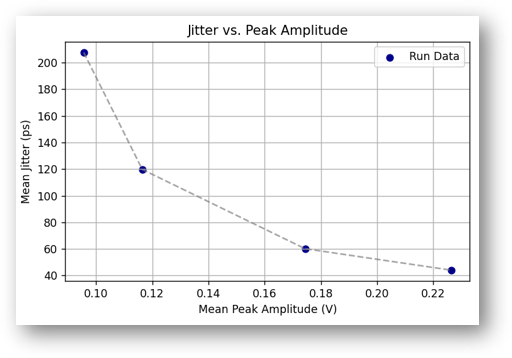 Jitter vs. Peak Amplitude
Run Data
Mean Jitter (ps)
200
180
160
140
120
100
80
60
40
0.10 0.12 0.14 0.16 0.18 0.20 0.22
Mean Peak Amplitude (V)